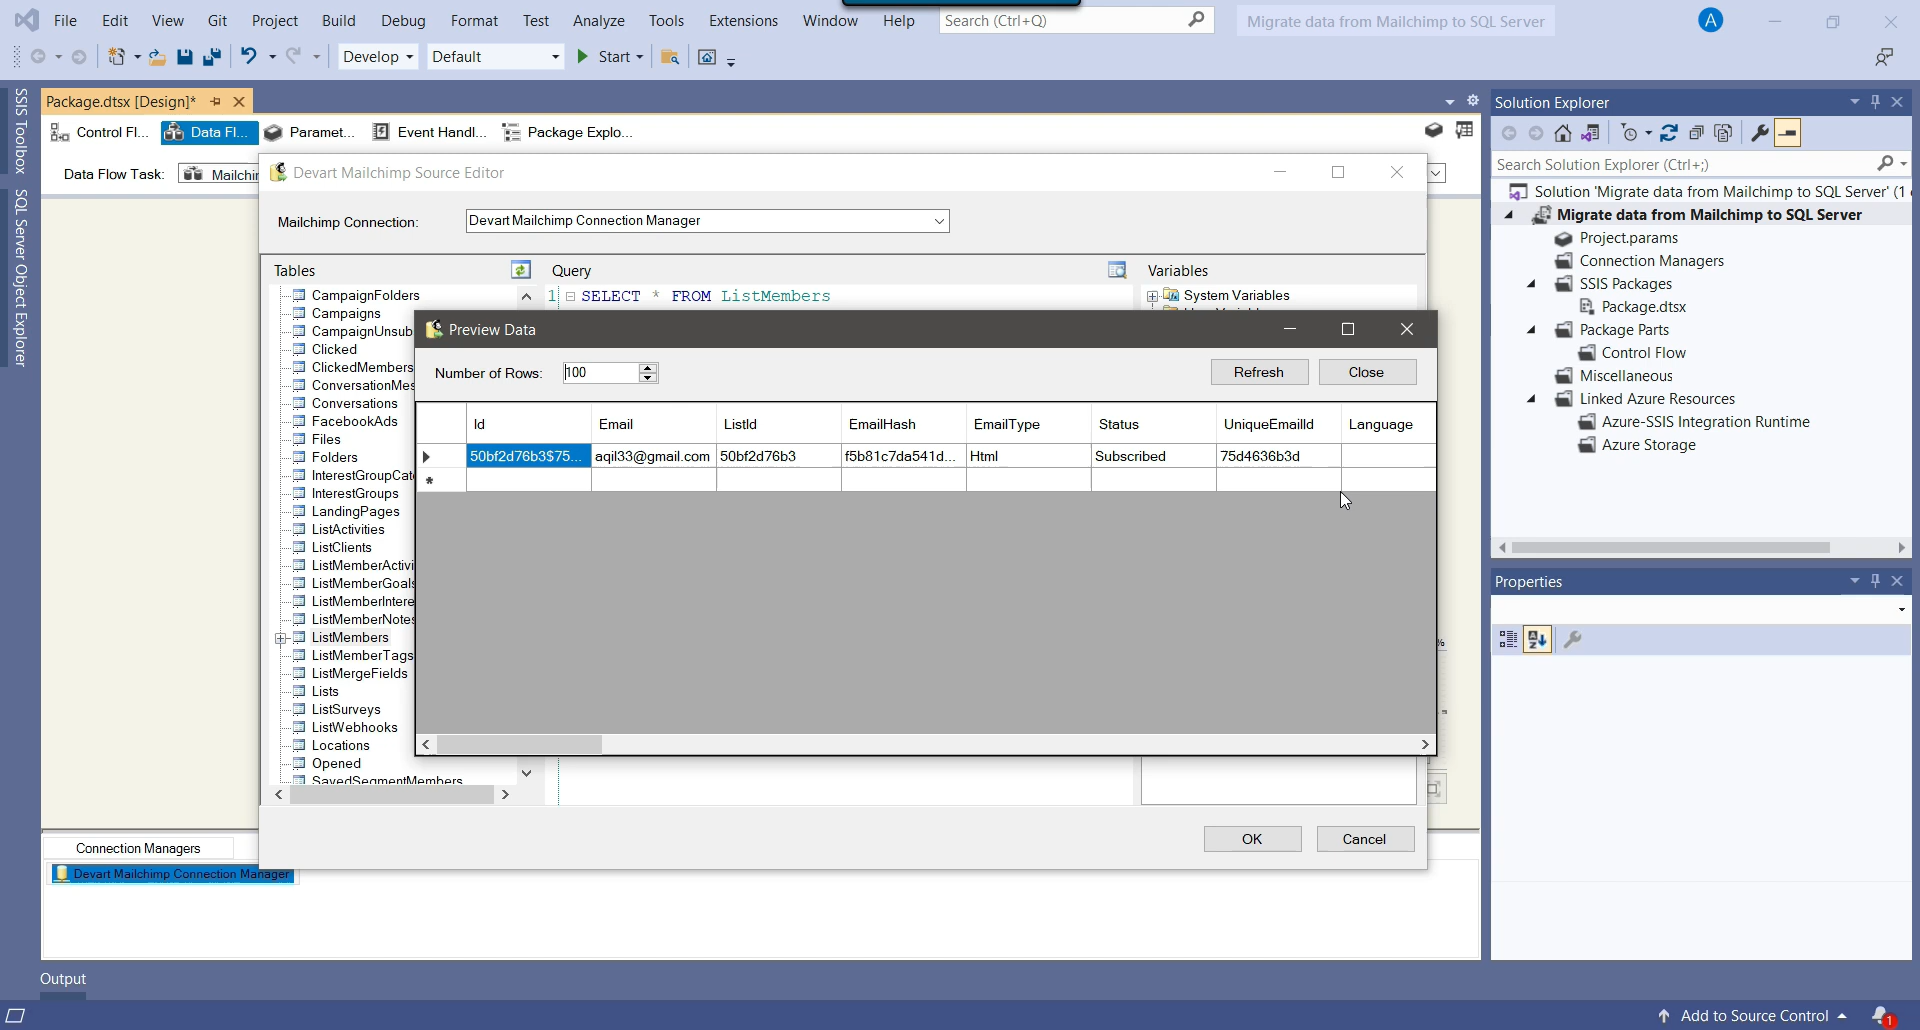 File Edit View Git Project Build Debug Format Test Analyze Tools Extensions Window Help Search (Ctrl+Q) Migrate data from Mailchimp to SQL Server A
Develop Default Start
SSIS Toolbox
SQL Server Object Explorer
Package.dtsx [Design]*
Control Fl... Data Fl... Paramet... Event Handl... Package Explo...
Data Flow Task:
Devart Mailchimp Source Editor
Mailchimp Connection: Devart Mailchimp Connection Manager
Tables Query Variables
1 SELECT * FROM ListMembers
System Variables
CampaignFolders
Campaigns
CampaignUnsub
Clicked
ClickedMembers
ConversationMes
Conversations
FacebookAds
Files
Folders
InterestGroupCat
InterestGroups
LandingPages
ListActivities
ListClients
ListMemberActivi
ListMemberGoals
ListMemberIntere
ListMemberNotes
ListMembers
ListMemberTags
ListMergeFields
Lists
ListSurveys
ListWebhooks
Locations
Opened
SavedSegmentMembers
Preview Data
Number of Rows: 100 Refresh Close
Id Email ListId EmailHash EmailType Status UniqueEmailId Language
50bf2d76b3$75... aqil33@gmail.com 50bf2d76b3 f5b81c7da541d... Html Subscribed 75d4636b3d
*
OK Cancel
Connection Managers
Devart Mailchimp Connection Manager
Output
Solution Explorer
Search Solution Explorer (Ctrl+;)
Solution 'Migrate data from Mailchimp to SQL Server' (1
Migrate data from Mailchimp to SQL Server
Project.params
Connection Managers
SSIS Packages
Package.dtsx
Package Parts
Control Flow
Miscellaneous
Linked Azure Resources
Azure-SSIS Integration Runtime
Azure Storage
Properties
Add to Source Control 1